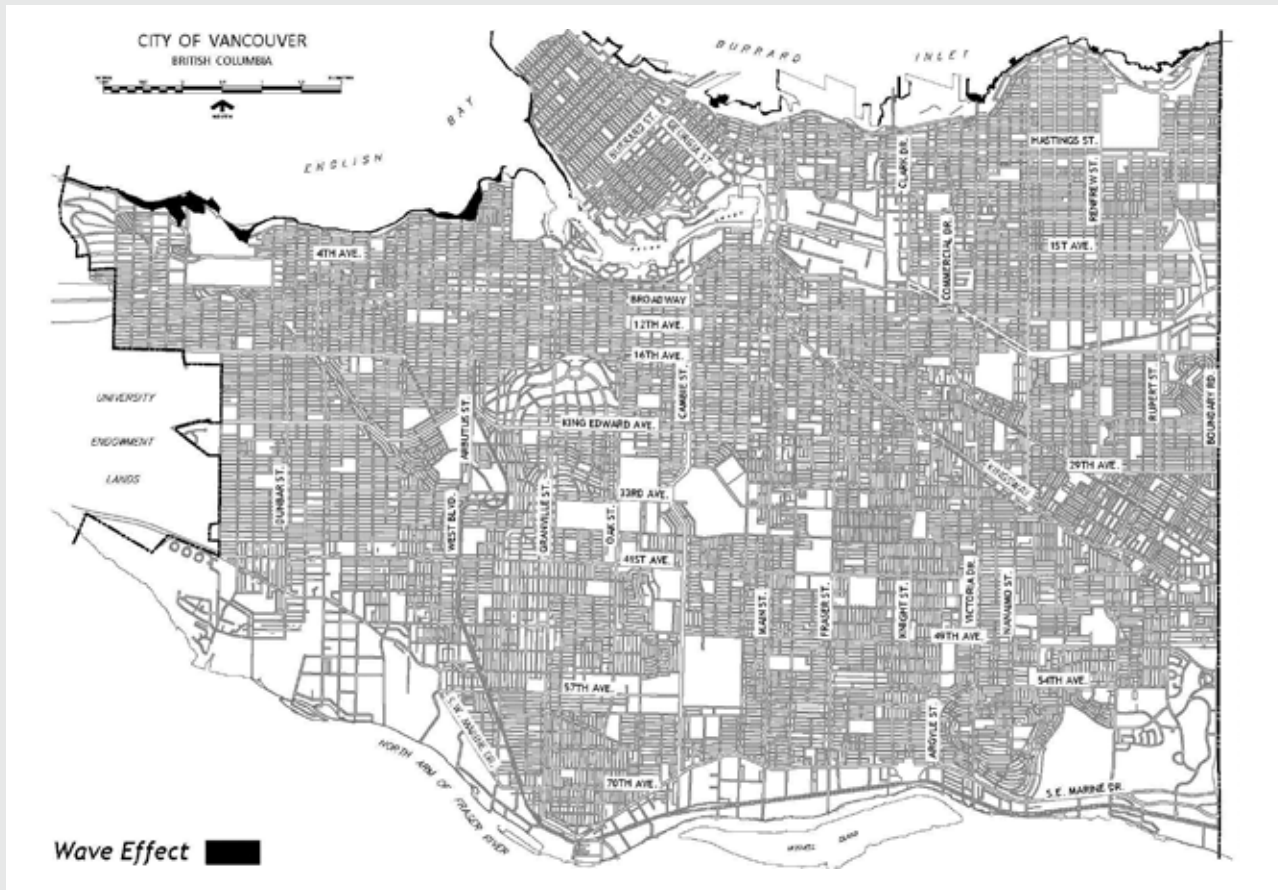 CITY OF VANCOUVER
BRITISH COLUMBIA
BURRARD
INLET
BAY
ENGLISH
BURRARD ST.
GEORGIA ST.
HASTINGS ST.
CLARK DR.
RENFREW ST.
COMMERCIAL DR.
1ST AVE.
4TH AVE.
BROADWAY
12TH AVE.
16TH AVE.
CAMBIE ST.
RUPERT ST.
BOUNDARY RD.
UNIVERSITY
ENDOWMENT
LANDS
ARBUTUS ST.
KING EDWARD AVE.
KINGSWAY
29TH AVE.
DUNBAR ST.
WEST BLVD.
GRANVILLE ST.
OAK ST.
33RD AVE.
41ST AVE.
MAIN ST.
FRASER ST.
KNIGHT ST.
VICTORIA DR.
NANAIMO ST.
49TH AVE.
57TH AVE.
54TH AVE.
S.W. MARINE DR.
ARGYLE ST.
NORTH ARM OF FRASER RIVER
70TH AVE.
S.E. MARINE DR.
ISLAND
Wave Effect